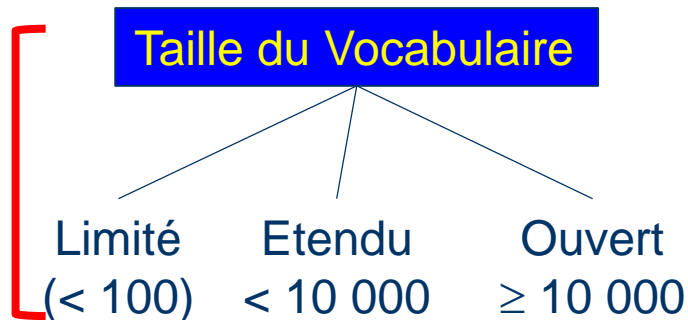 Taille du Vocabulaire
Limité Etendu Ouvert
(< 100) < 10 000 ≥ 10 000